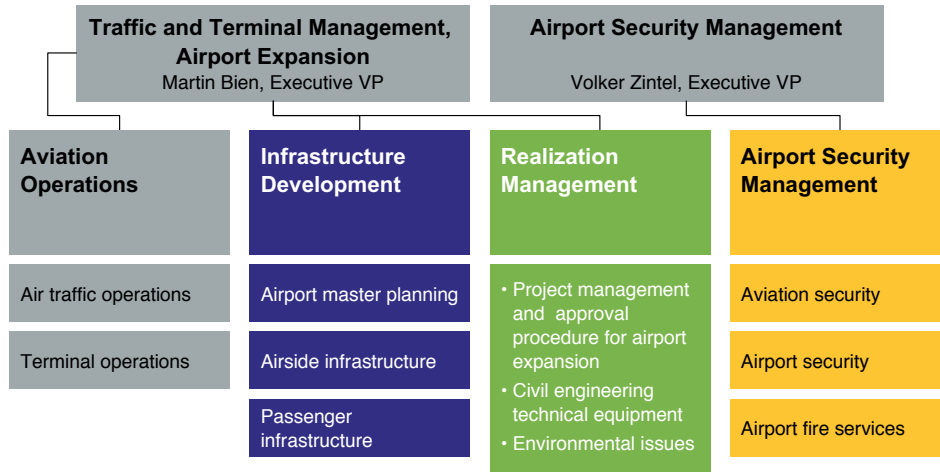 Traffic and Terminal Management,
Airport Expansion
Martin Bien, Executive VP
Airport Security Management
Volker Zintel, Executive VP
Aviation
Operations
Infrastructure
Development
Realization
Management
Airport Security
Management
Air traffic operations
Terminal operations
Airport master planning
Airside infrastructure
Passenger
infrastructure
• Project management
and approval
procedure for airport
expansion
• Civil engineering
technical equipment
• Environmental issues
Aviation security
Airport security
Airport fire services